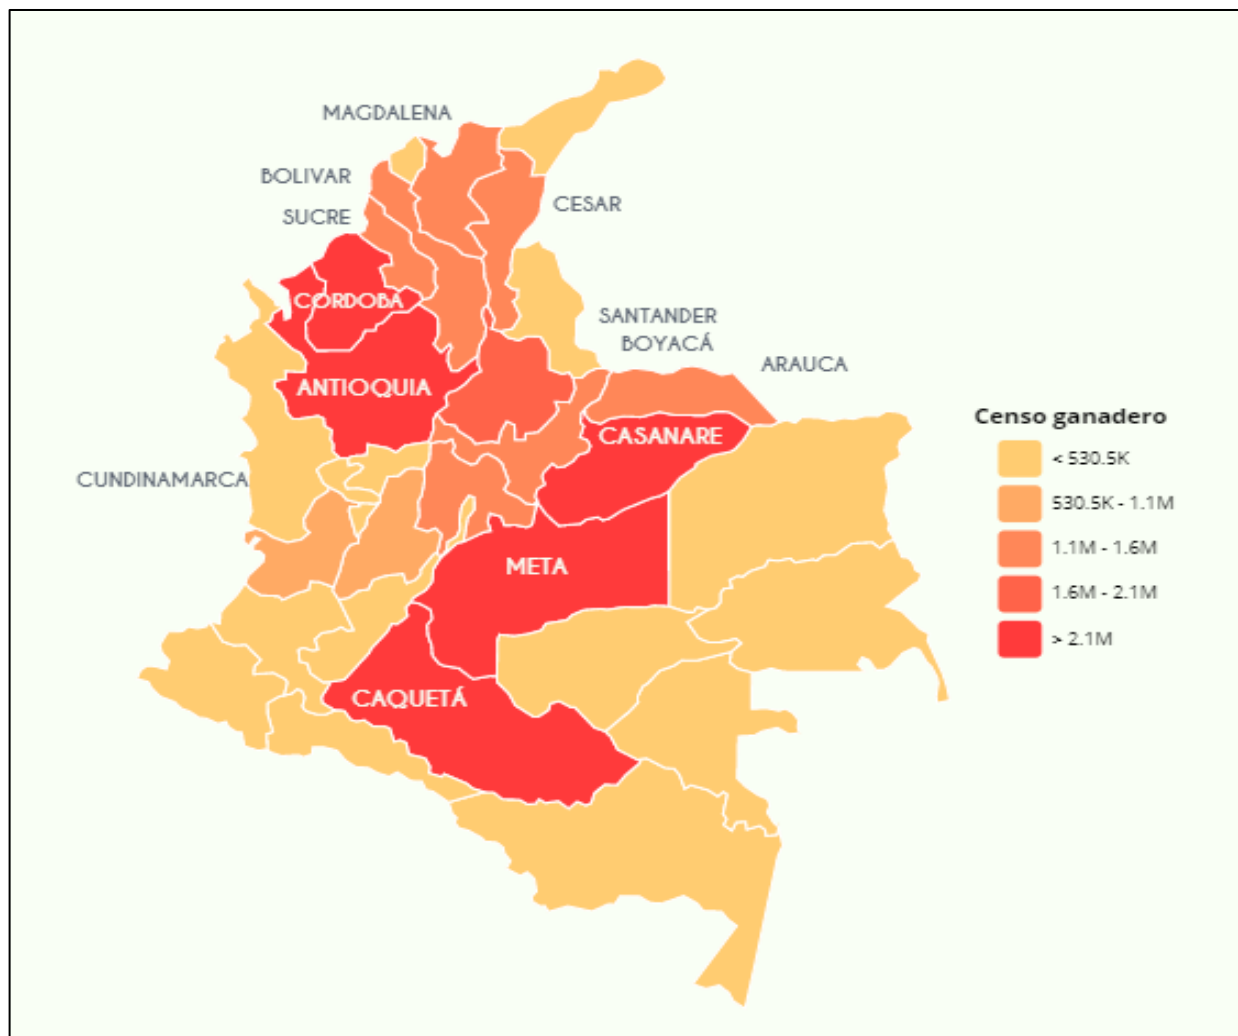 MAGDALENA
BOLIVAR
CESAR
SUCRE
CORDOBA
SANTANDER
BOYACÁ
ARAUCA
ANTIOQUIA
CASANARE
CUNDINAMARCA
META
CAQUETÁ
Censo ganadero
< 530.5K
530.5K - 1.1M
1.1M - 1.6M
1.6M - 2.1M
> 2.1M